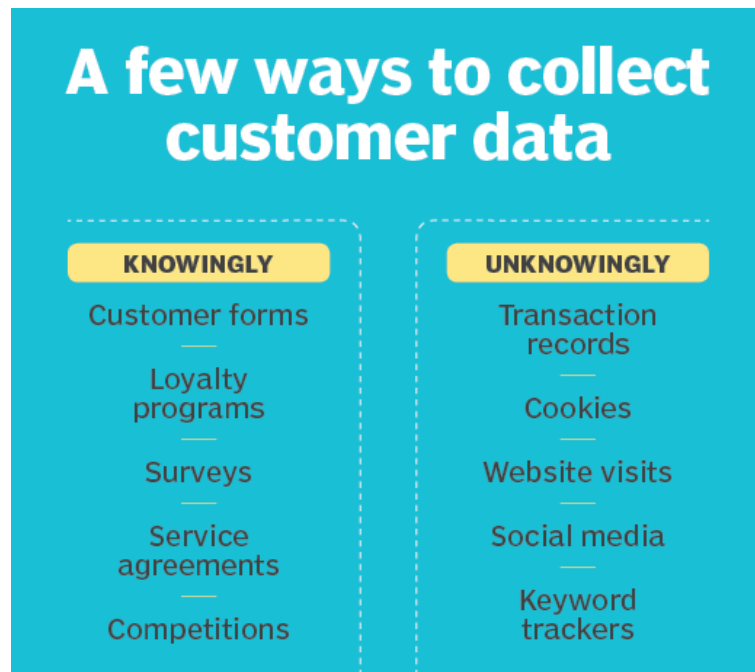 A few ways to collect
customer data
KNOWINGLY
Customer forms
Loyalty
programs
Surveys
Service
agreements
Competitions
UNKNOWINGLY
Transaction
records
Cookies
Website visits
Social media
Keyword
trackers